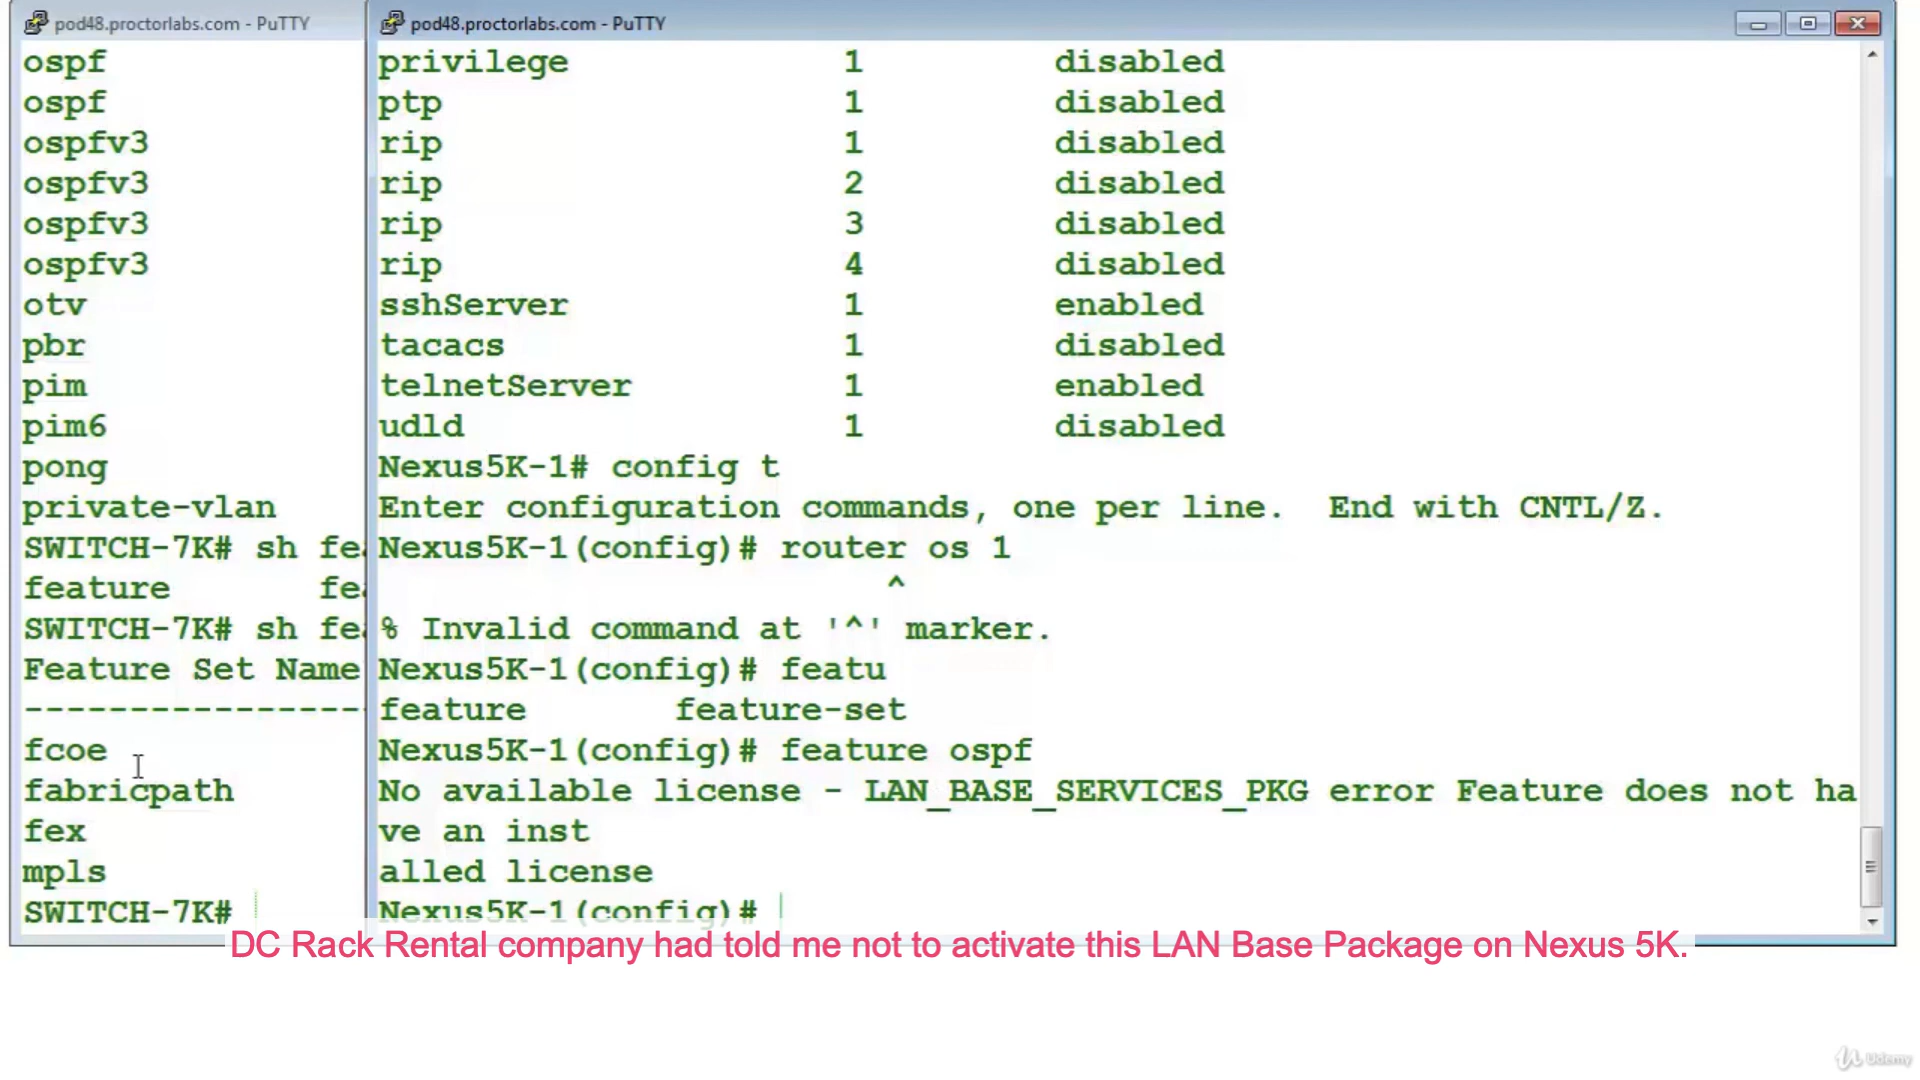 pod48.proctorlabs.com - PuTTY
ospf
ospf
ospfv3
ospfv3
ospfv3
ospfv3
otv
pbr
pim
pim6
pong
private-vlan
SWITCH-7K# sh fea
feature fea
SWITCH-7K# sh fea
Feature Set Name
-----------------
fcoe
fabricpath
fex
mpls
SWITCH-7K#
pod48.proctorlabs.com - PuTTY
privilege 1 disabled
ptp 1 disabled
rip 1 disabled
rip 2 disabled
rip 3 disabled
rip 4 disabled
sshServer 1 enabled
tacacs 1 disabled
telnetServer 1 enabled
udld 1 disabled
Nexus5K-1# config t
Enter configuration commands, one per line. End with CNTL/Z.
Nexus5K-1(config)# router os 1
^
% Invalid command at '^' marker.
Nexus5K-1(config)# featu
feature feature-set
Nexus5K-1(config)# feature ospf
No available license - LAN_BASE_SERVICES_PKG error Feature does not ha
ve an inst
alled license
Nexus5K-1(config)#
DC Rack Rental company had told me not to activate this LAN Base Package on Nexus 5K.
Udemy